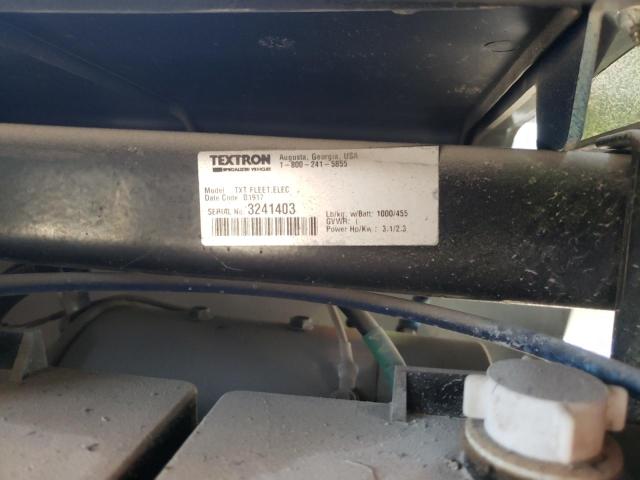 TEXTRON
SPECIALIZED VEHICLES
Augusta, Georgia, USA
1-800-241-5855
Model : TXT FLEET,ELEC
Date Code : D1917
SERIAL No. 3241403
Lb/kg. w/Batt: 1000/455
GVWR: /
Power Hp/Kw : 3.1/2.3